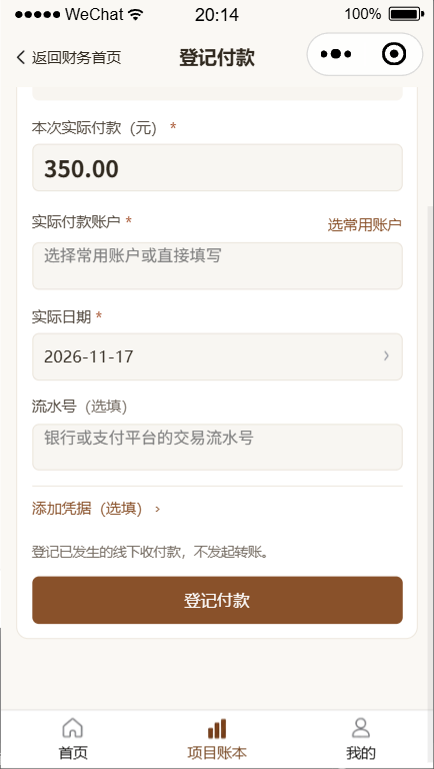 WeChat 20:14 100%
返回财务首页 登记付款
本次实际付款（元） *
350.00
实际付款账户 * 选常用账户
选择常用账户或直接填写
实际日期 *
2026-11-17
流水号（选填）
银行或支付平台的交易流水号
添加凭据（选填） ›
登记已发生的线下收付款，不发起转账。
登记付款
首页 项目账本 我的